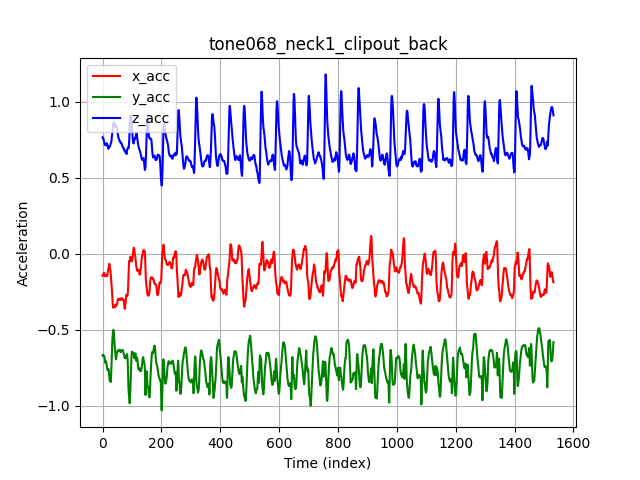 tone068_neck1_clipout_back
x_acc
y_acc
z_acc
1.0
0.5
0.0
−0.5
−1.0
Acceleration
0 200 400 600 800 1000 1200 1400 1600
Time (index)